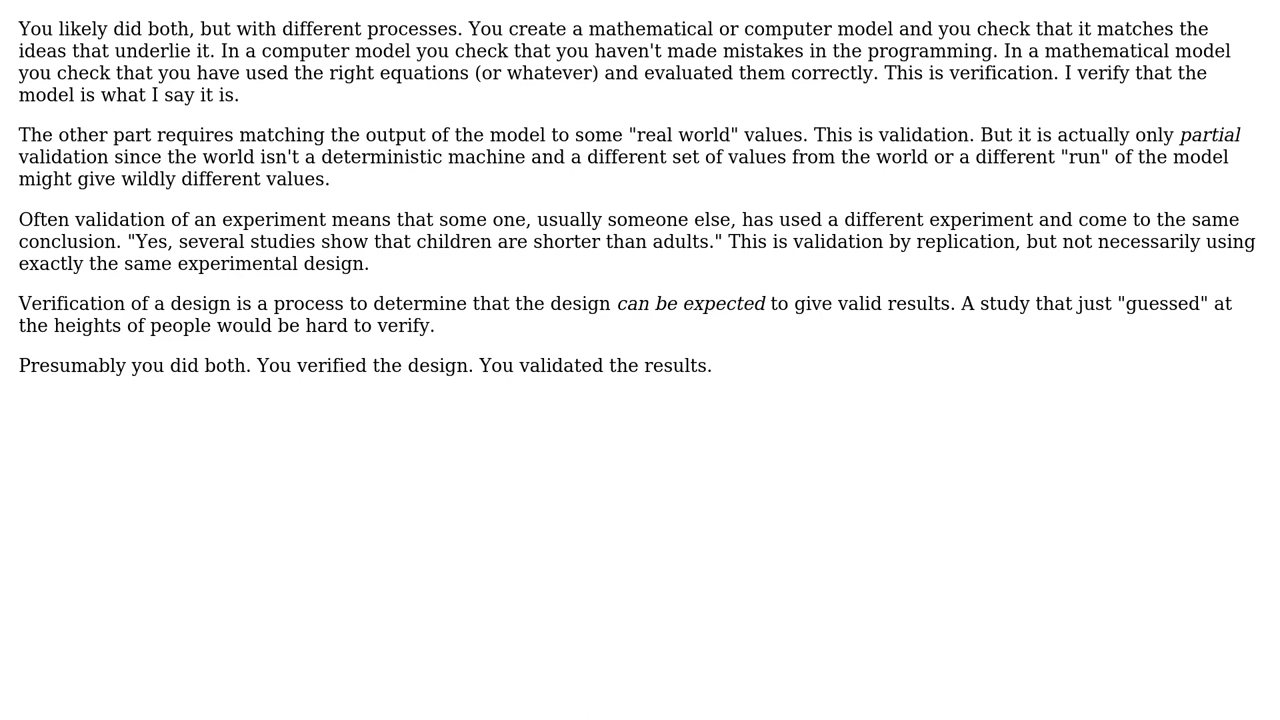 You likely did both, but with different processes. You create a mathematical or computer model and you check that it matches the
ideas that underlie it. In a computer model you check that you haven't made mistakes in the programming. In a mathematical model
you check that you have used the right equations (or whatever) and evaluated them correctly. This is verification. I verify that the
model is what I say it is.
The other part requires matching the output of the model to some "real world" values. This is validation. But it is actually only partial
validation since the world isn't a deterministic machine and a different set of values from the world or a different "run" of the model
might give wildly different values.
Often validation of an experiment means that some one, usually someone else, has used a different experiment and come to the same
conclusion. "Yes, several studies show that children are shorter than adults." This is validation by replication, but not necessarily using
exactly the same experimental design.
Verification of a design is a process to determine that the design can be expected to give valid results. A study that just "guessed" at
the heights of people would be hard to verify.
Presumably you did both. You verified the design. You validated the results.